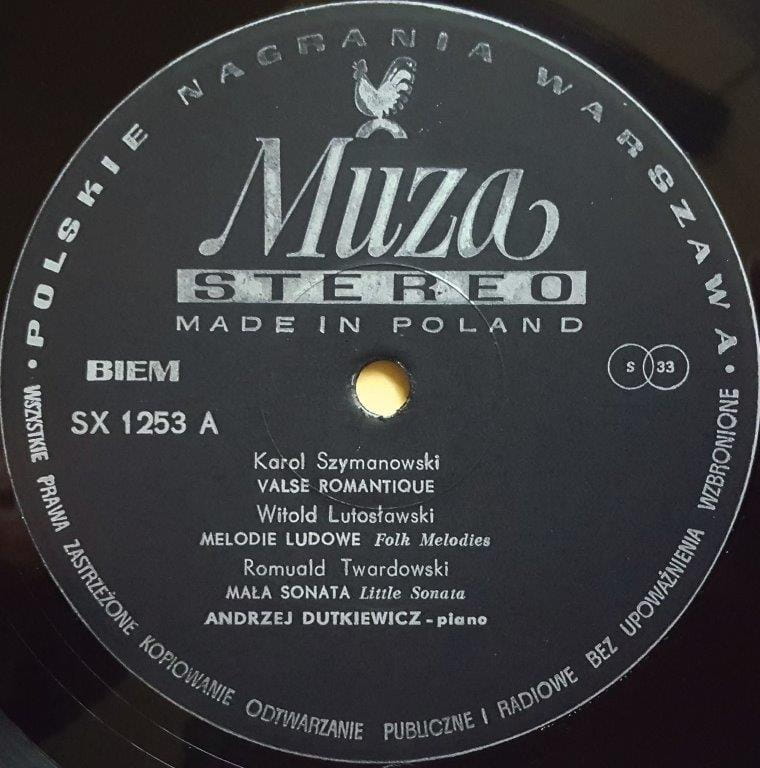 • POLSKIE NAGRANIA WARSZAWA •
Muza
STEREO
MADE IN POLAND
BIEM
S 33
SX 1253 A
Karol Szymanowski
VALSE ROMANTIQUE
Witold Lutosławski
MELODIE LUDOWE Folk Melodies
Romuald Twardowski
MAŁA SONATA Little Sonata
ANDRZEJ DUTKIEWICZ - piano
WSZYSTKIE PRAWA ZASTRZEŻONE KOPIOWANIE ODTWARZANIE PUBLICZNE I RADIOWE BEZ UPOWAŻNIENIA WZBRONIONE